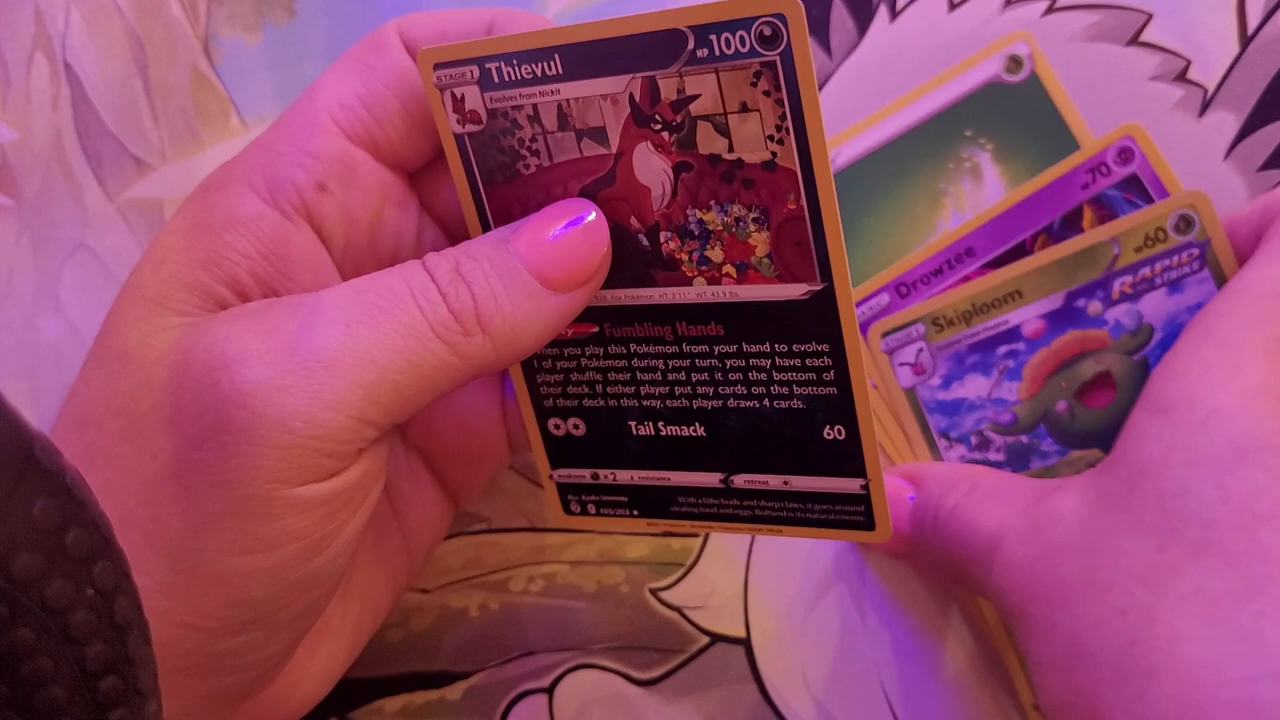 STAGE 1 Thievul HP 100
Evolves from Nickit
Fox Pokémon HT: 3'11" WT: 43.9 lbs
Fumbling Hands
When you play this Pokémon from your hand to evolve
1 of your Pokémon during your turn, you may have each
player shuffle their hand and put it on the bottom of
their deck. If either player put any cards on the bottom
of their deck in this way, each player draws 4 cards.
Tail Smack 60
weakness ×2 resistance retreat
With a lithe body and sharp claws, it goes around
stealing food and eggs. Boltund is its natural enemy.
105/203
Drowzee HP 70
STAGE 1 Skiploom HP 60
RAPID
STRIKE